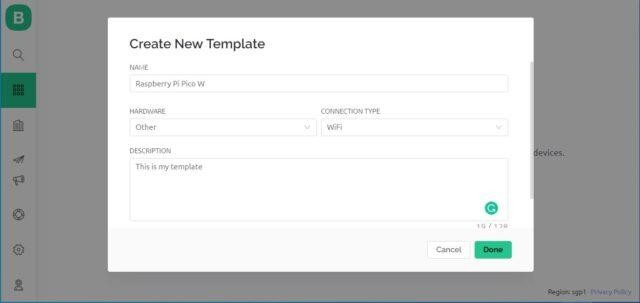 B
Create New Template
NAME
Raspberry Pi Pico W
HARDWARE
CONNECTION TYPE
Other
WiFi
DESCRIPTION
devices.
This is my template
19 / 128
Cancel
Done
Region: sgp1 Privacy Policy